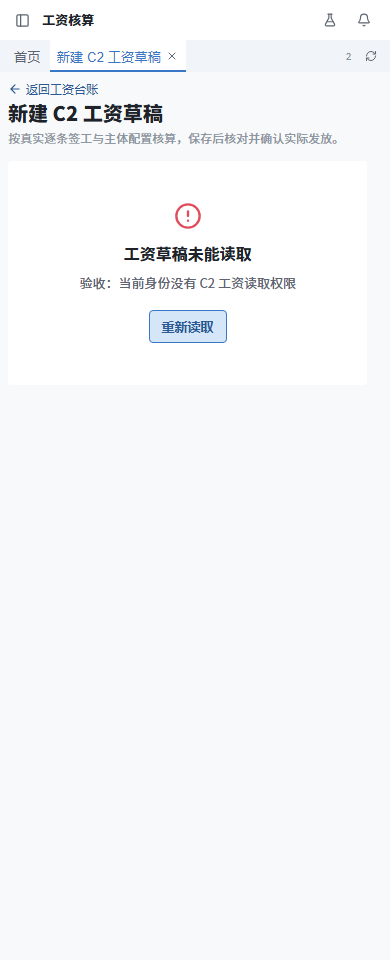 工资核算
首页 新建 C2 工资草稿 2
返回工资台账
新建 C2 工资草稿
按真实逐条签工与主体配置核算，保存后核对并确认实际发放。
工资草稿未能读取
验收：当前身份没有 C2 工资读取权限
重新读取